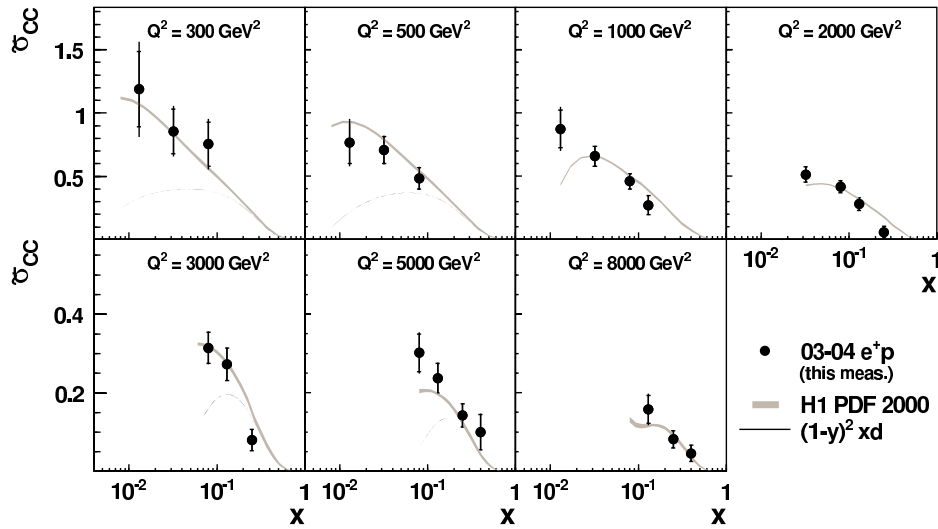 σ̃CC
Q² = 300 GeV²
Q² = 500 GeV²
Q² = 1000 GeV²
Q² = 2000 GeV²
1.5
1
0.5
0
10⁻² 10⁻¹ 1
x
σ̃CC
Q² = 3000 GeV²
Q² = 5000 GeV²
Q² = 8000 GeV²
0.4
0.2
0
10⁻² 10⁻¹ 1
x
10⁻² 10⁻¹ 1
x
10⁻² 10⁻¹ 1
x
03-04 e⁺p
(this meas.)
H1 PDF 2000
(1-y)² xd